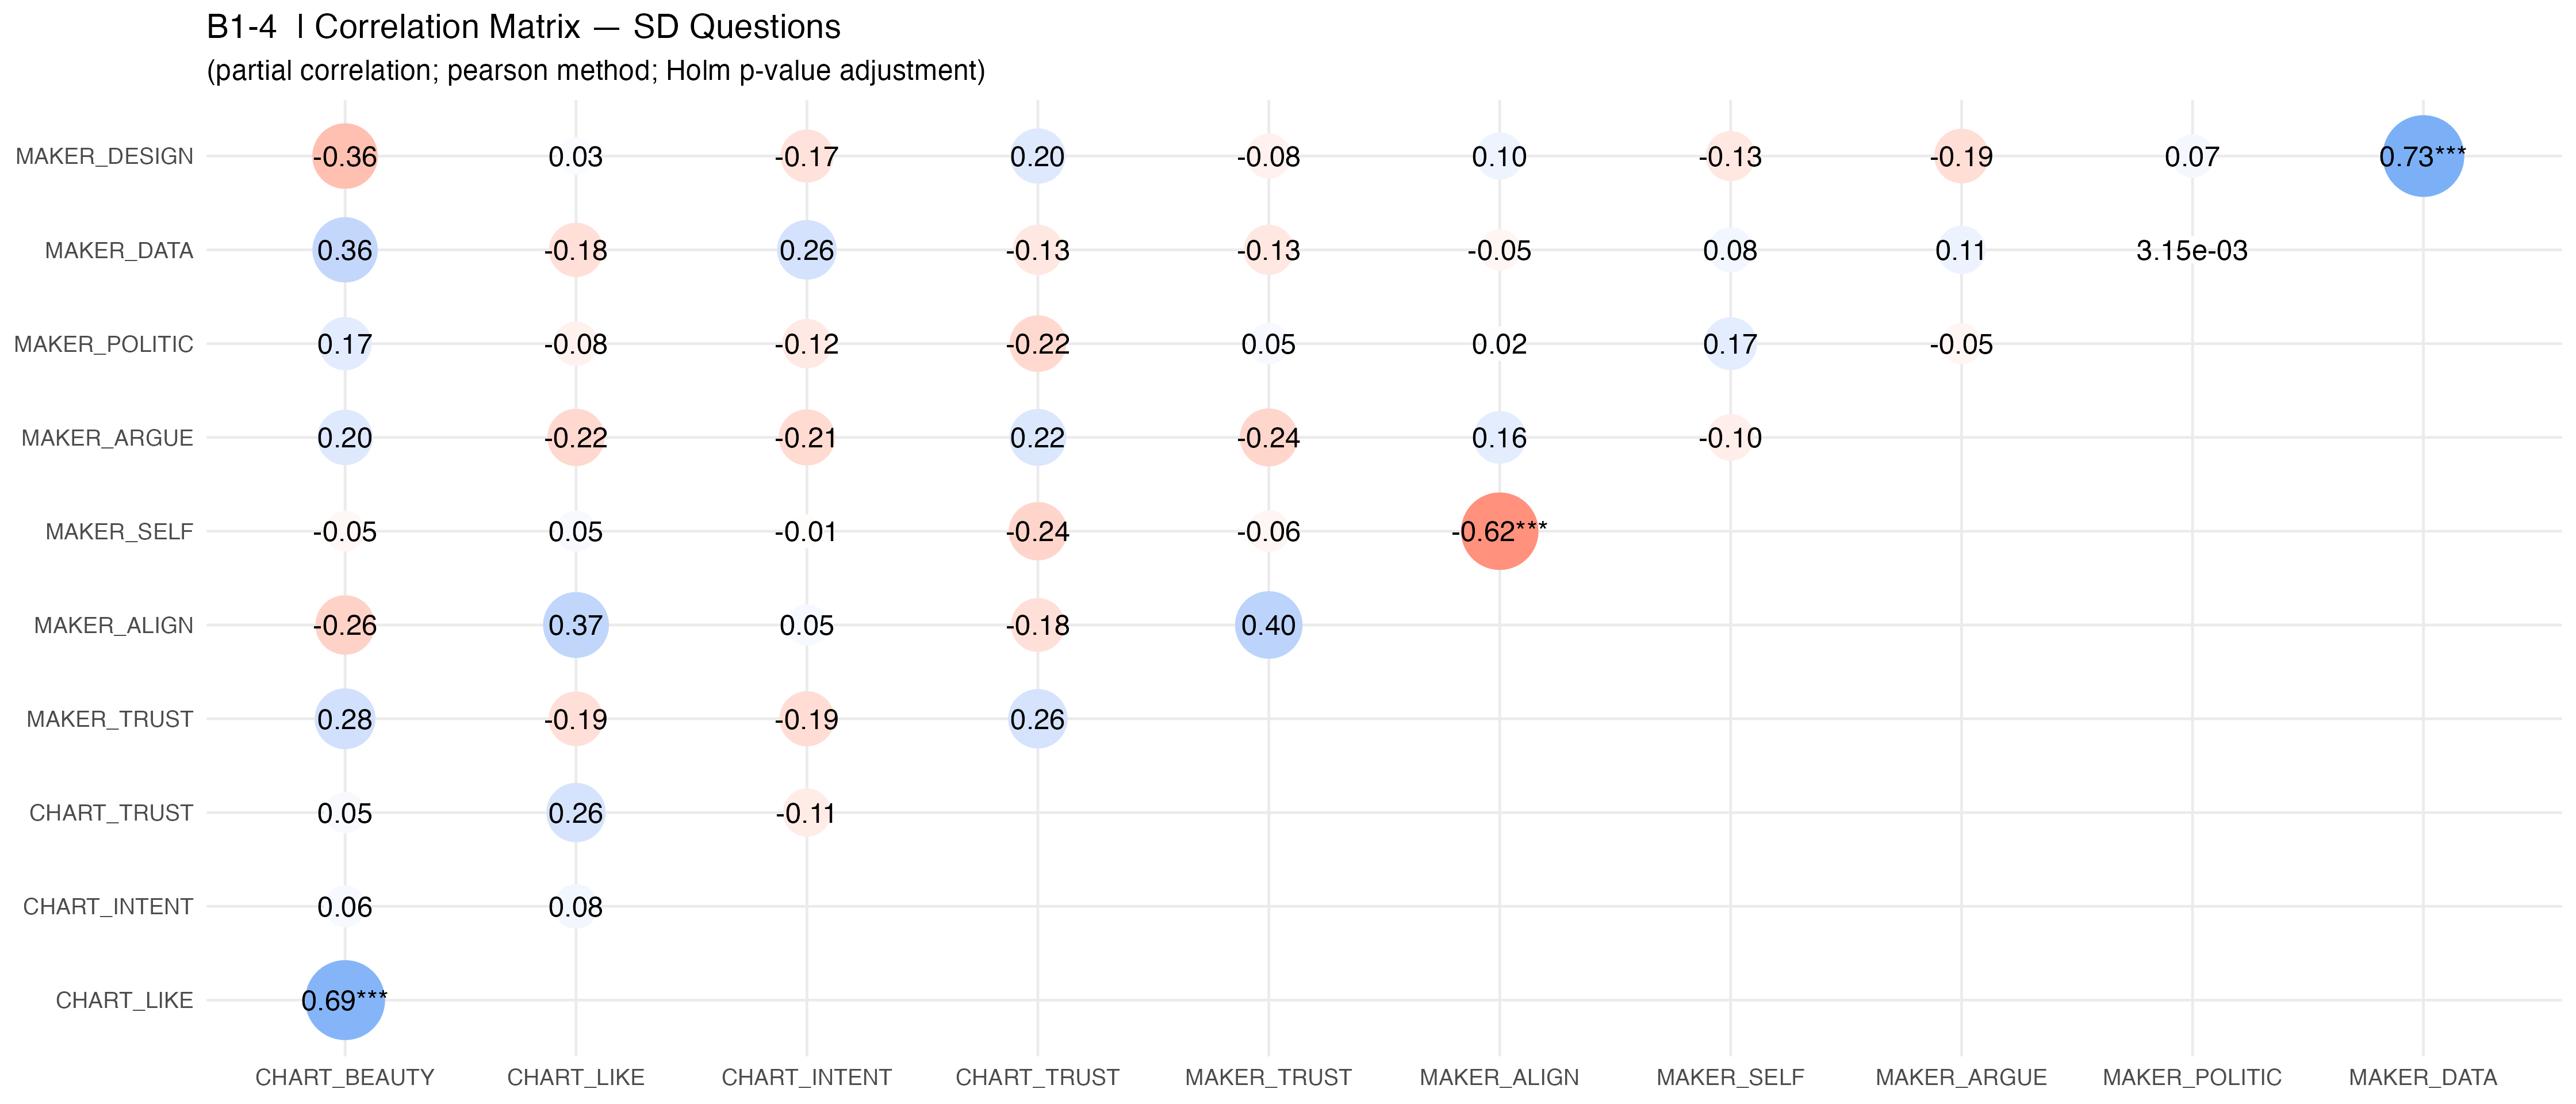 B1-4 | Correlation Matrix — SD Questions
(partial correlation; pearson method; Holm p-value adjustment)
MAKER_DESIGN -0.36 0.03 -0.17 0.20 -0.08 0.10 -0.13 -0.19 0.07 0.73***
MAKER_DATA 0.36 -0.18 0.26 -0.13 -0.13 -0.05 0.08 0.11 3.15e-03
MAKER_POLITIC 0.17 -0.08 -0.12 -0.22 0.05 0.02 0.17 -0.05
MAKER_ARGUE 0.20 -0.22 -0.21 0.22 -0.24 0.16 -0.10
MAKER_SELF -0.05 0.05 -0.01 -0.24 -0.06 -0.62***
MAKER_ALIGN -0.26 0.37 0.05 -0.18 0.40
MAKER_TRUST 0.28 -0.19 -0.19 0.26
CHART_TRUST 0.05 0.26 -0.11
CHART_INTENT 0.06 0.08
CHART_LIKE 0.69***
CHART_BEAUTY CHART_LIKE CHART_INTENT CHART_TRUST MAKER_TRUST MAKER_ALIGN MAKER_SELF MAKER_ARGUE MAKER_POLITIC MAKER_DATA